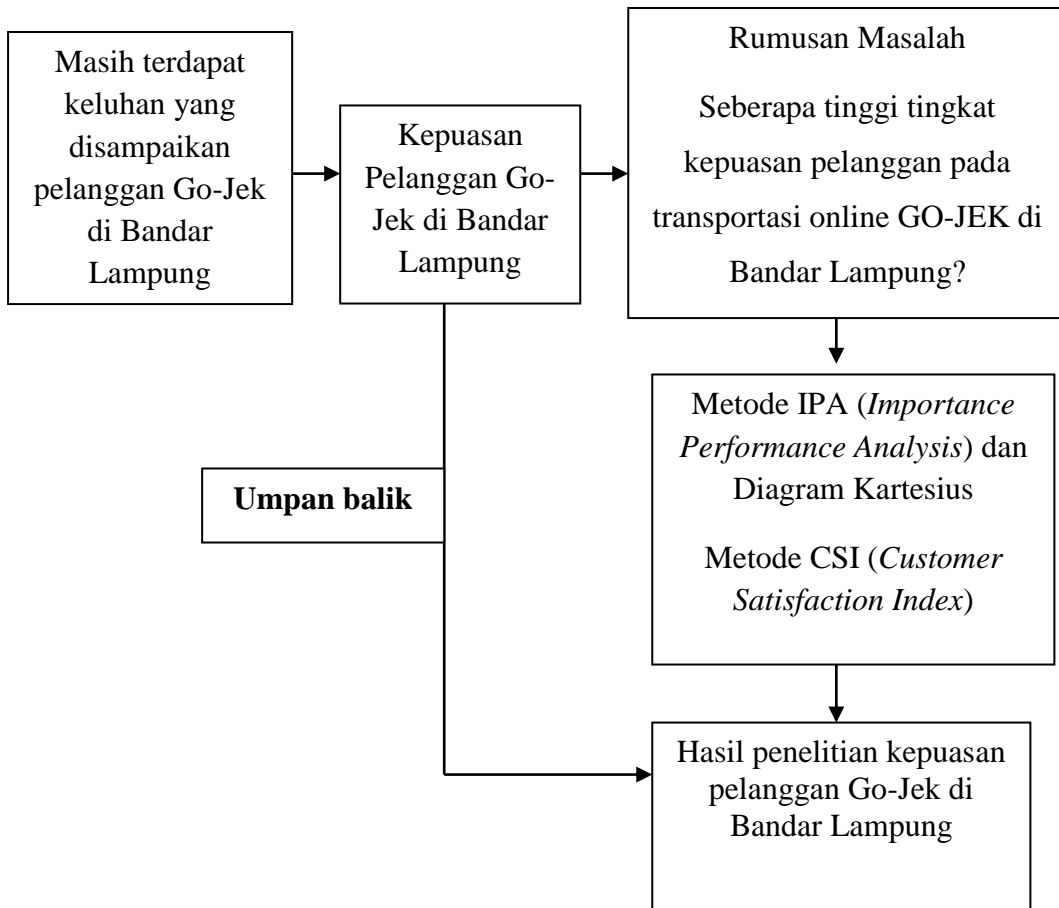 Masih terdapat
keluhan yang
disampaikan
pelanggan Go-Jek
di Bandar
Lampung
Kepuasan
Pelanggan Go-
Jek di Bandar
Lampung
Rumusan Masalah
Seberapa tinggi tingkat
kepuasan pelanggan pada
transportasi online GO-JEK di
Bandar Lampung?
Metode IPA (Importance
Performance Analysis) dan
Diagram Kartesius
Metode CSI (Customer
Satisfaction Index)
Umpan balik
Hasil penelitian kepuasan
pelanggan Go-Jek di
Bandar Lampung